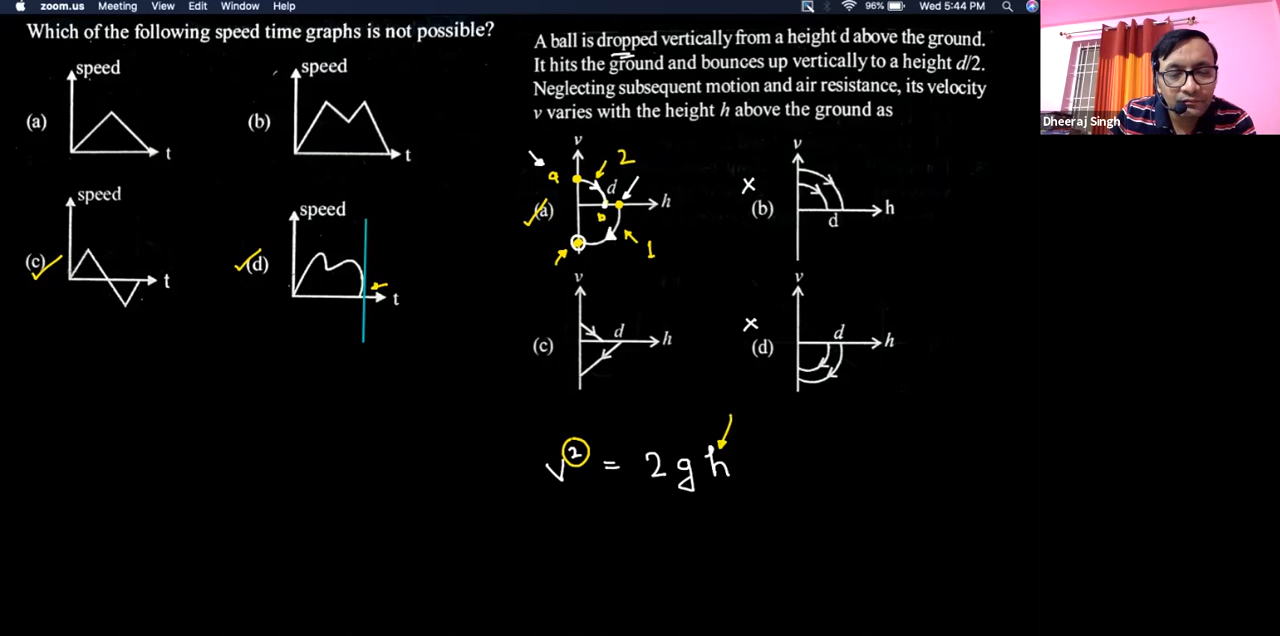 zoom.us Meeting View Edit Window Help 96% Wed 5:44 PM
Which of the following speed time graphs is not possible?
speed
(a)
t
speed
(b)
t
speed
(c)
t
speed
(d)
t
A ball is dropped vertically from a height d above the ground.
It hits the ground and bounces up vertically to a height d/2.
Neglecting subsequent motion and air resistance, its velocity
v varies with the height h above the ground as
v
a
2
d
h
(a)
b
1
v
x
(b)
h
d
v
d
h
(c)
v
x
d
h
(d)
v² = 2gh
Dheeraj Singh